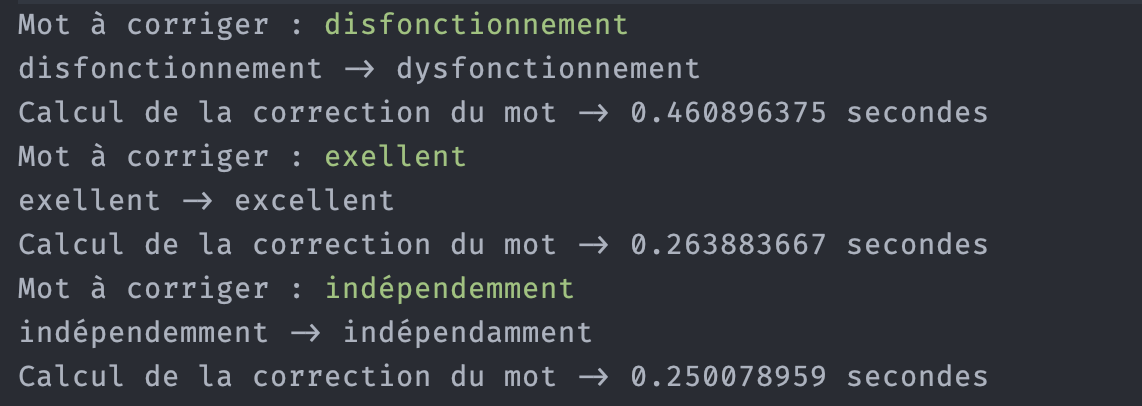 Mot à corriger : disfonctionnement
disfonctionnement → dysfonctionnement
Calcul de la correction du mot → 0.460896375 secondes
Mot à corriger : exellent
exellent → excellent
Calcul de la correction du mot → 0.263883667 secondes
Mot à corriger : indépendemment
indépendemment → indépendamment
Calcul de la correction du mot → 0.250078959 secondes